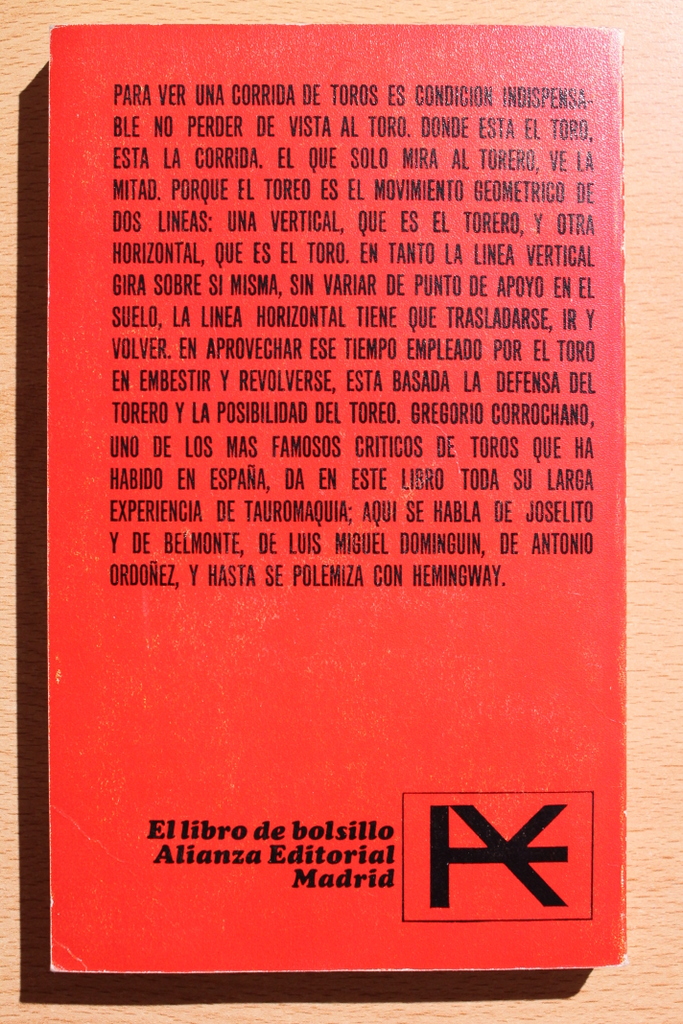 PARA VER UNA CORRIDA DE TOROS ES CONDICION INDISPENSA-
BLE NO PERDER DE VISTA AL TORO. DONDE ESTA EL TORO,
ESTA LA CORRIDA. EL QUE SOLO MIRA AL TORERO, VE LA
MITAD. PORQUE EL TOREO ES EL MOVIMIENTO GEOMETRICO DE
DOS LINEAS: UNA VERTICAL, QUE ES EL TORERO, Y OTRA
HORIZONTAL, QUE ES EL TORO. EN TANTO LA LINEA VERTICAL
GIRA SOBRE SI MISMA, SIN VARIAR DE PUNTO DE APOYO EN EL
SUELO, LA LINEA HORIZONTAL TIENE QUE TRASLADARSE, IR Y
VOLVER. EN APROVECHAR ESE TIEMPO EMPLEADO POR EL TORO
EN EMBESTIR Y REVOLVERSE, ESTA BASADA LA DEFENSA DEL
TORERO Y LA POSIBILIDAD DEL TOREO. GREGORIO CORROCHANO,
UNO DE LOS MAS FAMOSOS CRITICOS DE TOROS QUE HA
HABIDO EN ESPAÑA, DA EN ESTE LIBRO TODA SU LARGA
EXPERIENCIA DE TAUROMAQUIA; AQUI SE HABLA DE JOSELITO
Y DE BELMONTE, DE LUIS MIGUEL DOMINGUIN, DE ANTONIO
ORDOÑEZ, Y HASTA SE POLEMIZA CON HEMINGWAY.
El libro de bolsillo
Alianza Editorial
Madrid